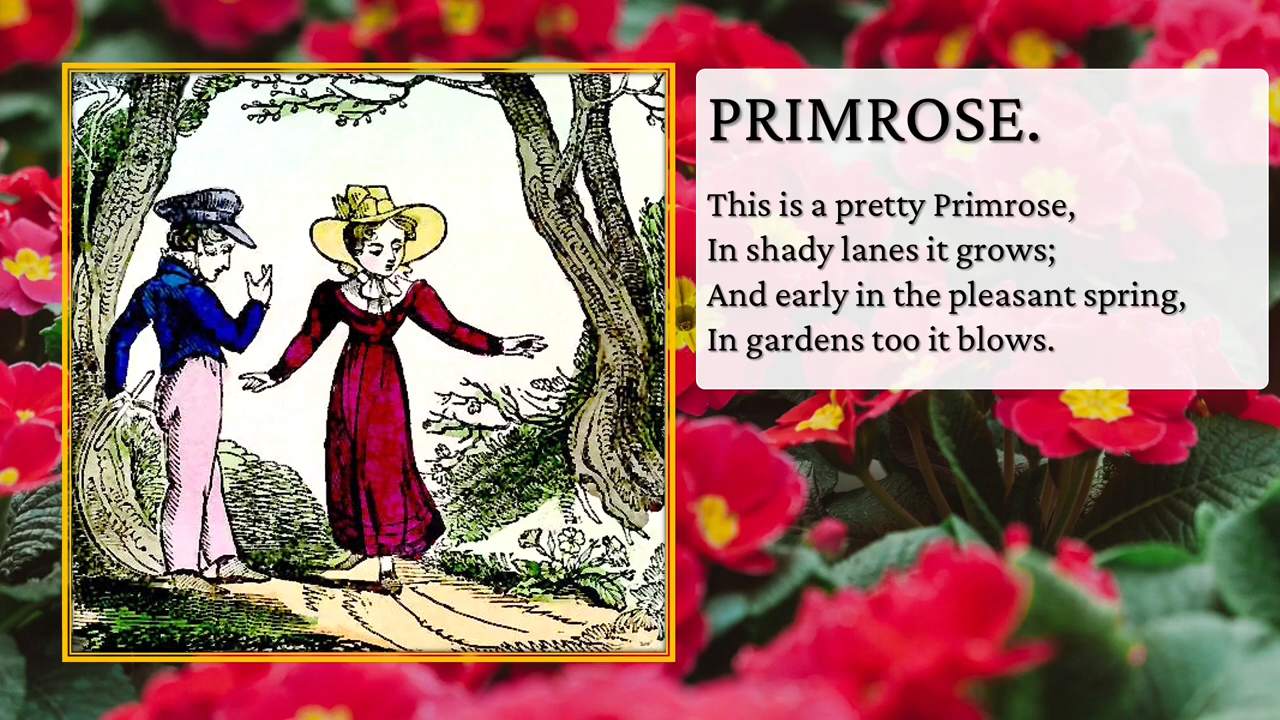 PRIMROSE.
This is a pretty Primrose,
In shady lanes it grows;
And early in the pleasant spring,
In gardens too it blows.